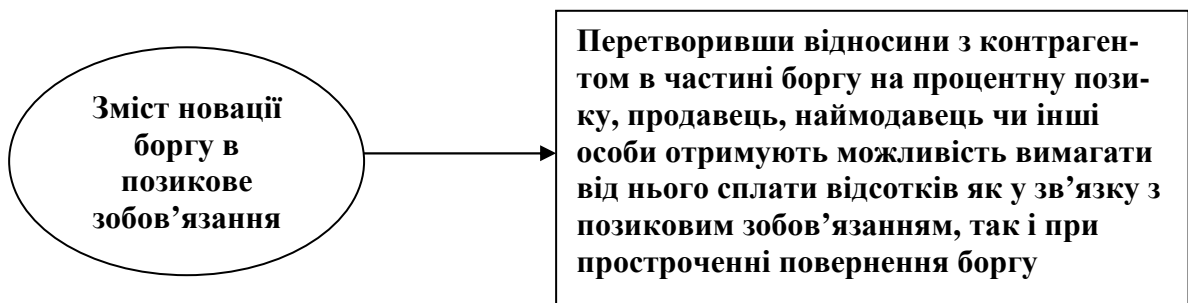 Зміст новації
боргу в
позикове
зобов’язання
Перетворивши відносини з контраген-
том в частині боргу на процентну пози-
ку, продавець, наймодавець чи інші
особи отримують можливість вимагати
від нього сплати відсотків як у зв’язку з
позиковим зобов’язанням, так і при
простроченні повернення боргу